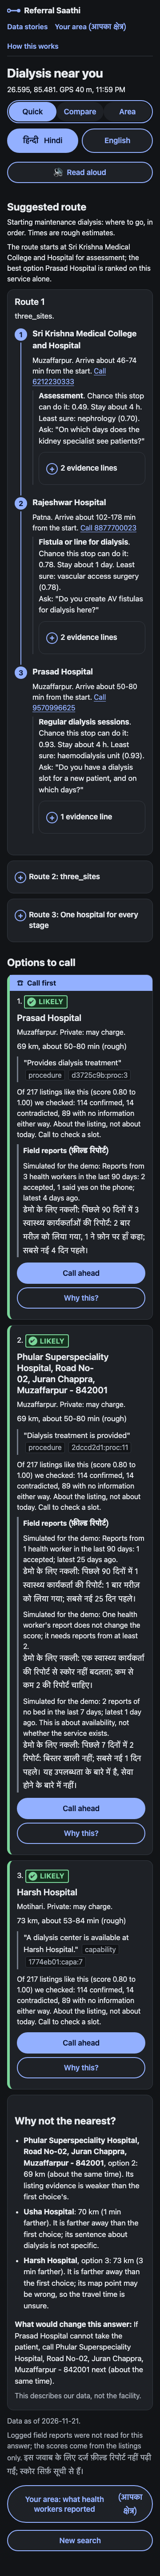 Referral Saathi
Data stories Your area (आपका क्षेत्र)
How this works
Dialysis near you
26.595, 85.481. GPS 40 m, 11:59 PM
Quick Compare Area
हिन्दी Hindi English
Read aloud
Suggested route
Starting maintenance dialysis: where to go, in
order. Times are rough estimates.
The route starts at Sri Krishna Medical College
and Hospital for assessment; the
best option Prasad Hospital is ranked on this
service alone.
Route 1
three_sites.
1 Sri Krishna Medical College
and Hospital
Muzaffarpur. Arrive about 46-74
min from the start. Call
6212230333
Assessment. Chance this stop
can do it: 0.49. Stay about 4 h.
Least sure: nephrology (0.70).
Ask: "On which days does the
kidney specialist see patients?"
2 evidence lines
2 Rajeshwar Hospital
Patna. Arrive about 102-178 min
from the start. Call 8877700023
Fistula or line for dialysis.
Chance this stop can do it:
0.78. Stay about 1 day. Least
sure: vascular access surgery
(0.78).
Ask: "Do you create AV fistulas
for dialysis here?"
2 evidence lines
3 Prasad Hospital
Muzaffarpur. Arrive about 50-80
min from the start. Call
9570996625
Regular dialysis sessions.
Chance this stop can do it:
0.93. Stay about 4 h. Least
sure: haemodialysis unit (0.93).
Ask: "Do you have a dialysis
slot for a new patient, and on
which days?"
1 evidence line
Route 2: three_sites
Route 3: One hospital for every
stage
Options to call
Call first
1. LIKELY
Prasad Hospital
Muzaffarpur. Private: may charge.
69 km, about 50-80 min (rough)
"Provides dialysis treatment"
procedure d3725c9b:proc:3
Of 217 listings like this (score 0.80 to
1.00) we checked: 114 confirmed, 14
contradicted, 89 with no information
either way. About the listing, not about
today. Call to check a slot.
Field reports (फ़ील्ड रिपोर्ट)
Simulated for the demo: Reports from
3 health workers in the last 90 days: 2
accepted, 1 said yes on the phone;
latest 4 days ago.
डेमो के लिए नकली: पिछले 90 दिनों में 3
स्वास्थ्य कार्यकर्ताओं की रिपोर्ट: 2 बार
मरीज़ को लिया गया, 1 ने फ़ोन पर हाँ कहा;
सबसे नई 4 दिन पहले।
Call ahead
Why this?
2. LIKELY
Phular Superspeciality
Hospital, Road No-
02, Juran Chappra,
Muzaffarpur - 842001
Muzaffarpur. Private: may charge.
69 km, about 50-80 min (rough)
"Dialysis treatment is provided"
procedure 2dccd2d1:proc:11
Of 217 listings like this (score 0.80 to
1.00) we checked: 114 confirmed, 14
contradicted, 89 with no information
either way. About the listing, not about
today. Call to check a slot.
Field reports (फ़ील्ड रिपोर्ट)
Simulated for the demo: Reports from
1 health worker in the last 90 days: 1
accepted; latest 25 days ago.
डेमो के लिए नकली: पिछले 90 दिनों में 1
स्वास्थ्य कार्यकर्ता की रिपोर्ट: 1 बार मरीज़
को लिया गया; सबसे नई 25 दिन पहले।
Simulated for the demo: One health
worker's report does not change the
score; it needs reports from at least
2.
डेमो के लिए नकली: एक स्वास्थ्य कार्यकर्ता
की रिपोर्ट से स्कोर नहीं बदलता; कम से
कम 2 की रिपोर्ट चाहिए।
Simulated for the demo: 2 reports of
no bed in the last 7 days; latest 1 day
ago. This is about availability, not
whether the service exists.
डेमो के लिए नकली: पिछले 7 दिनों में 2
रिपोर्ट: बिस्तर खाली नहीं; सबसे नई 1 दिन
पहले। यह उपलब्धता के बारे में है, सेवा
होने के बारे में नहीं।
Call ahead
Why this?
3. LIKELY
Harsh Hospital
Motihari. Private: may charge.
73 km, about 53-84 min (rough)
"A dialysis center is available at
Harsh Hospital." capability
1774eb01:capa:7
Of 217 listings like this (score 0.80 to
1.00) we checked: 114 confirmed, 14
contradicted, 89 with no information
either way. About the listing, not about
today. Call to check a slot.
Call ahead
Why this?
Why not the nearest?
• Phular Superspeciality Hospital,
Road No-02, Juran Chappra,
Muzaffarpur - 842001, option 2:
69 km (about the same time). Its
listing evidence is weaker than the
first choice's.
• Usha Hospital: 70 km (1 min
farther). It is farther away than the
first choice; its sentence about
dialysis is not specific.
• Harsh Hospital, option 3: 73 km (3
min farther). It is farther away than
the first choice; its map point may
be wrong, so the travel time is
unsure.
What would change this answer: If
Prasad Hospital cannot take the
patient, call Phular Superspeciality
Hospital, Road No-02, Juran Chappra,
Muzaffarpur - 842001 next (about the
same time).
This describes our data, not the facility.
Data as of 2026-11-21.
Logged field reports were not read for this
answer; the scores come from the listings
only. इस जवाब के लिए दर्ज फ़ील्ड रिपोर्ट नहीं पढ़ी
गईं; स्कोर सिर्फ़ सूची से हैं।
Your area: what health
workers reported (आपका
क्षेत्र)
New search